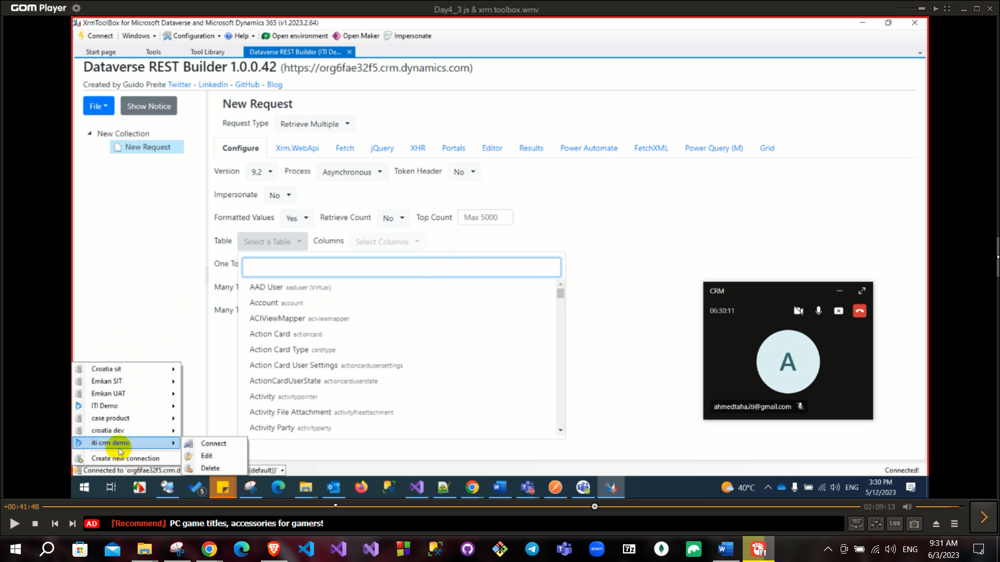 GOM Player
Day4_3 js & xrm toolbox.wmv
XrmToolBox for Microsoft Dataverse and Microsoft Dynamics 365 (v1.2023.2.64)
Connect Windows Configuration Help Open environment Open Maker Impersonate
Start page Tools Tool Library Dataverse REST Builder (ITI De...
Dataverse REST Builder 1.0.0.42 (https://org6fae32f5.crm.dynamics.com)
Created by Guido Preite Twitter - LinkedIn - GitHub - Blog
File Show Notice
New Collection
New Request
New Request
Request Type Retrieve Multiple
Configure Xrm.WebApi Fetch jQuery XHR Portals Editor Results Power Automate FetchXML Power Query (M) Grid
Version 9.2 Process Asynchronous Token Header No
Impersonate No
Formatted Values Yes Retrieve Count No Top Count Max 5000
Table Select a Table Columns Select Columns
One To
Many T
Many T
AAD User aaduser (Virtual)
Account account
ACIViewMapper aciviewmapper
Action Card actioncard
Action Card Type cardtype
Action Card User Settings actioncardusersettings
ActionCardUserState actioncarduserstate
Activity activitypointer
Activity File Attachment activityfileattachment
Activity Party activityparty
CRM
06:30:11
A
ahmedtaha.iti@gmail.com
Croatia sit
Emkan SIT
Emkan UAT
ITI Demo
case product
croatia dev
iti crm demo
Create new connection
Connect
Edit
Delete
Connected to 'org6fae32f5.crm.d (default))' Connected!
5
40°C ENG
3:30 PM
5/12/2023
-00:41:48 02:09:13
AD 『Recommend』 PC game titles, accessories for gamers!
360° SUB
zoom
7z
ENG
9:31 AM
6/3/2023